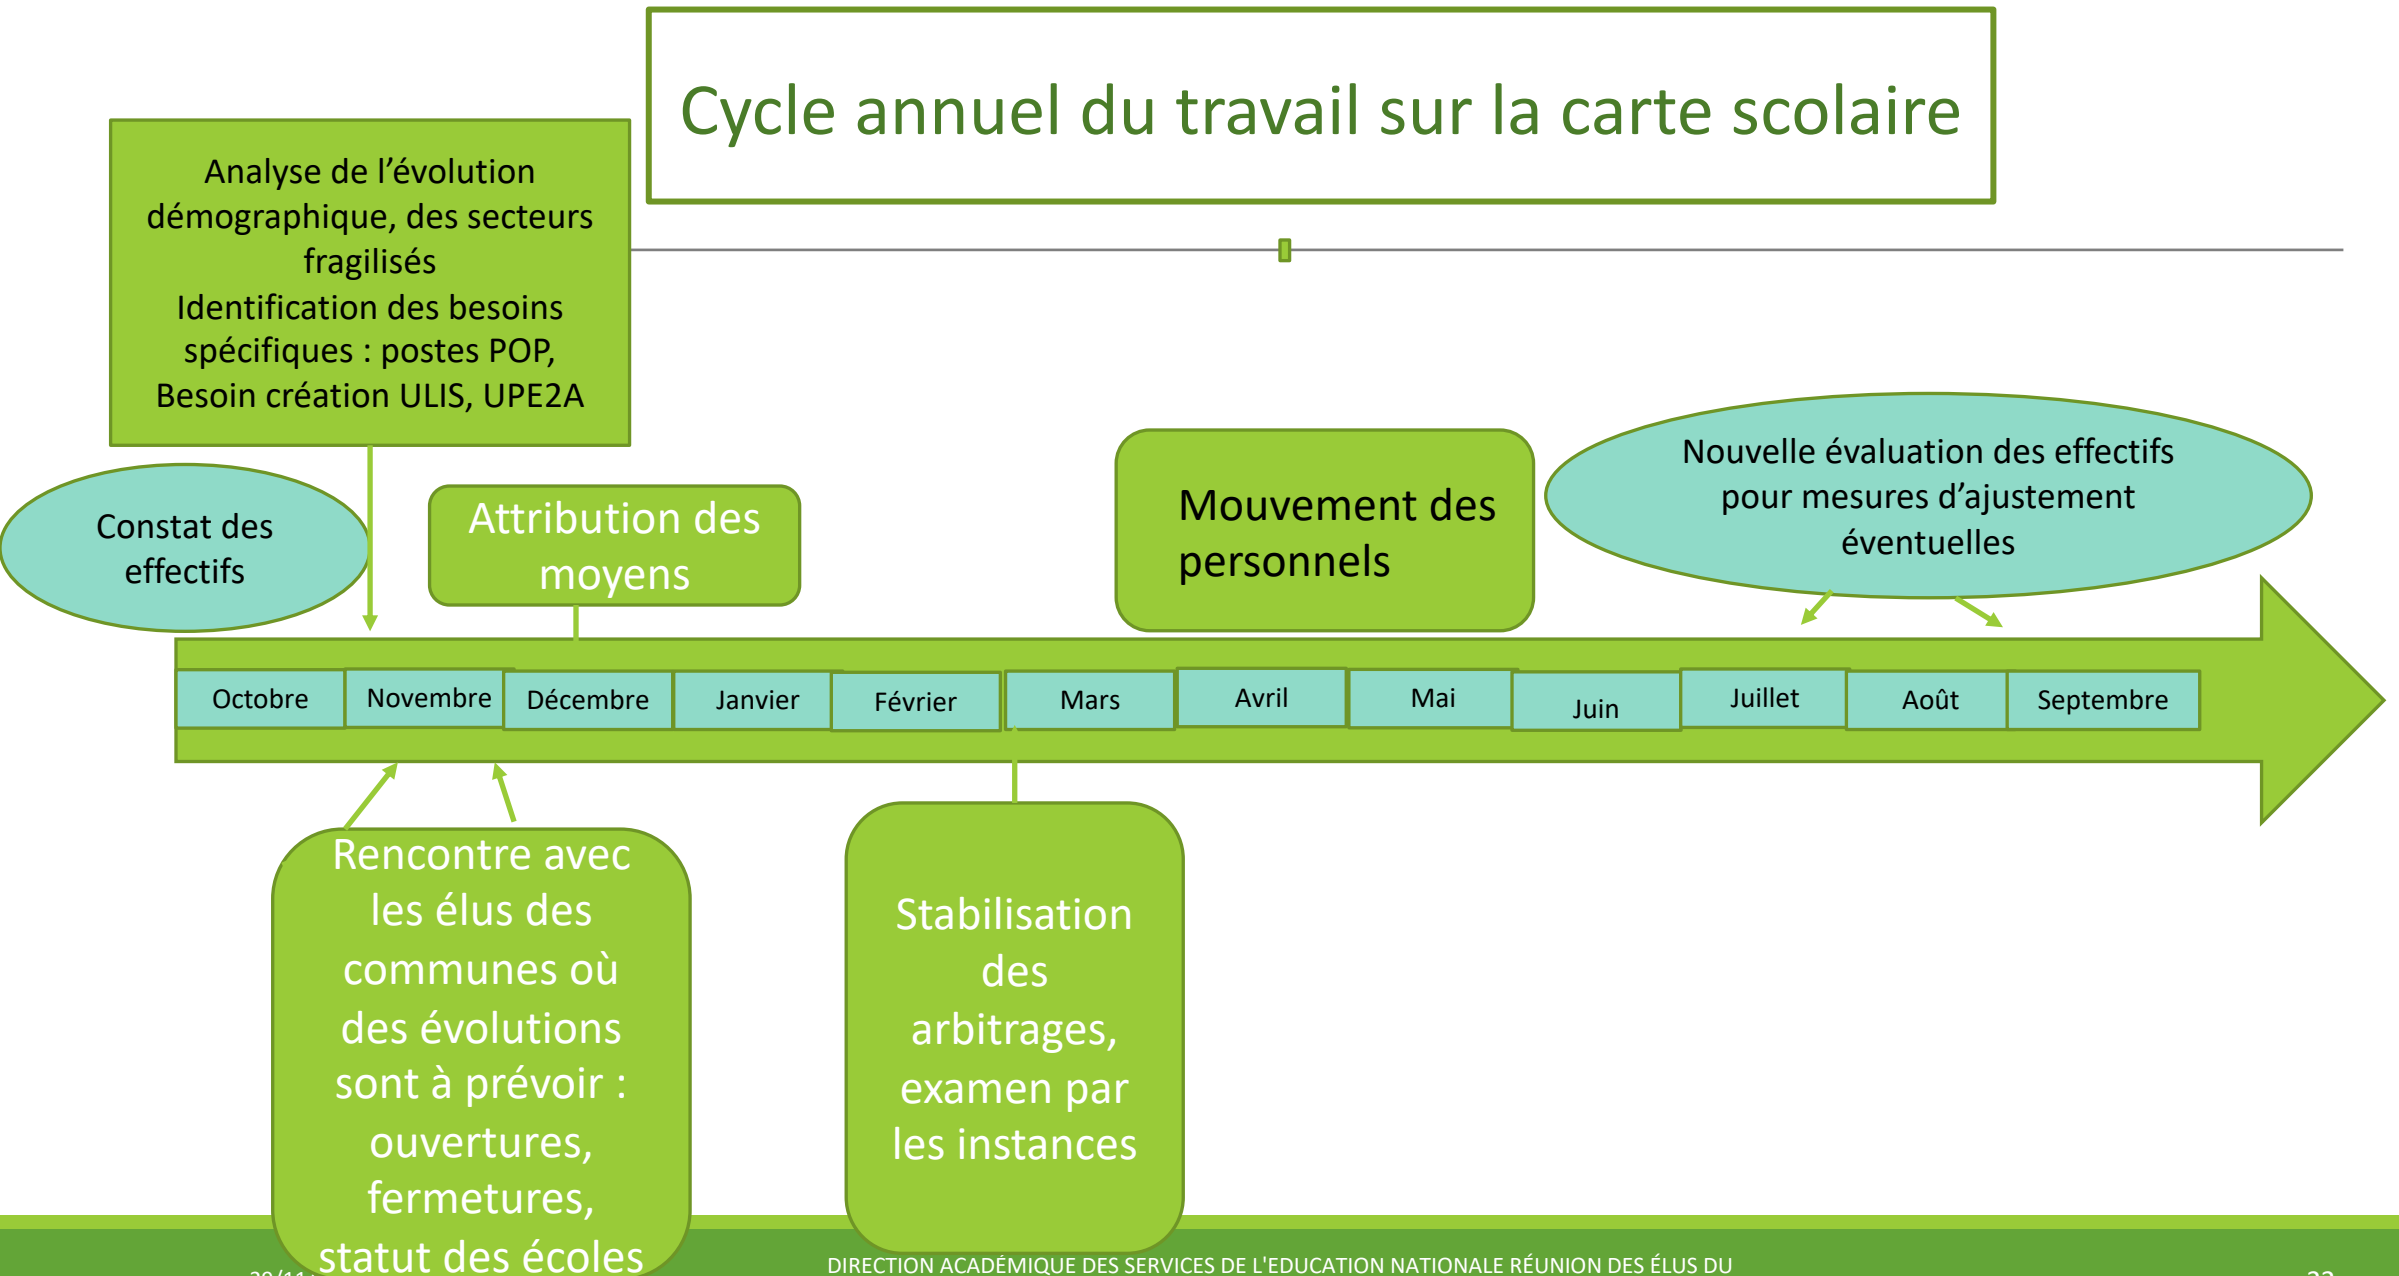 Cycle annuel du travail sur la carte scolaire
Analyse de l’évolution
démographique, des secteurs
fragilisés
Identification des besoins
spécifiques : postes POP,
Besoin création ULIS, UPE2A
Constat des
effectifs
Attribution des
moyens
Mouvement des
personnels
Nouvelle évaluation des effectifs
pour mesures d’ajustement
éventuelles
Octobre
Novembre
Décembre
Janvier
Février
Mars
Avril
Mai
Juin
Juillet
Août
Septembre
Rencontre avec
les élus des
communes où
des évolutions
sont à prévoir :
ouvertures,
fermetures,
statut des écoles
Stabilisation
des
arbitrages,
examen par
les instances
DIRECTION ACADÉMIQUE DES SERVICES DE L'EDUCATION NATIONALE RÉUNION DES ÉLUS DU